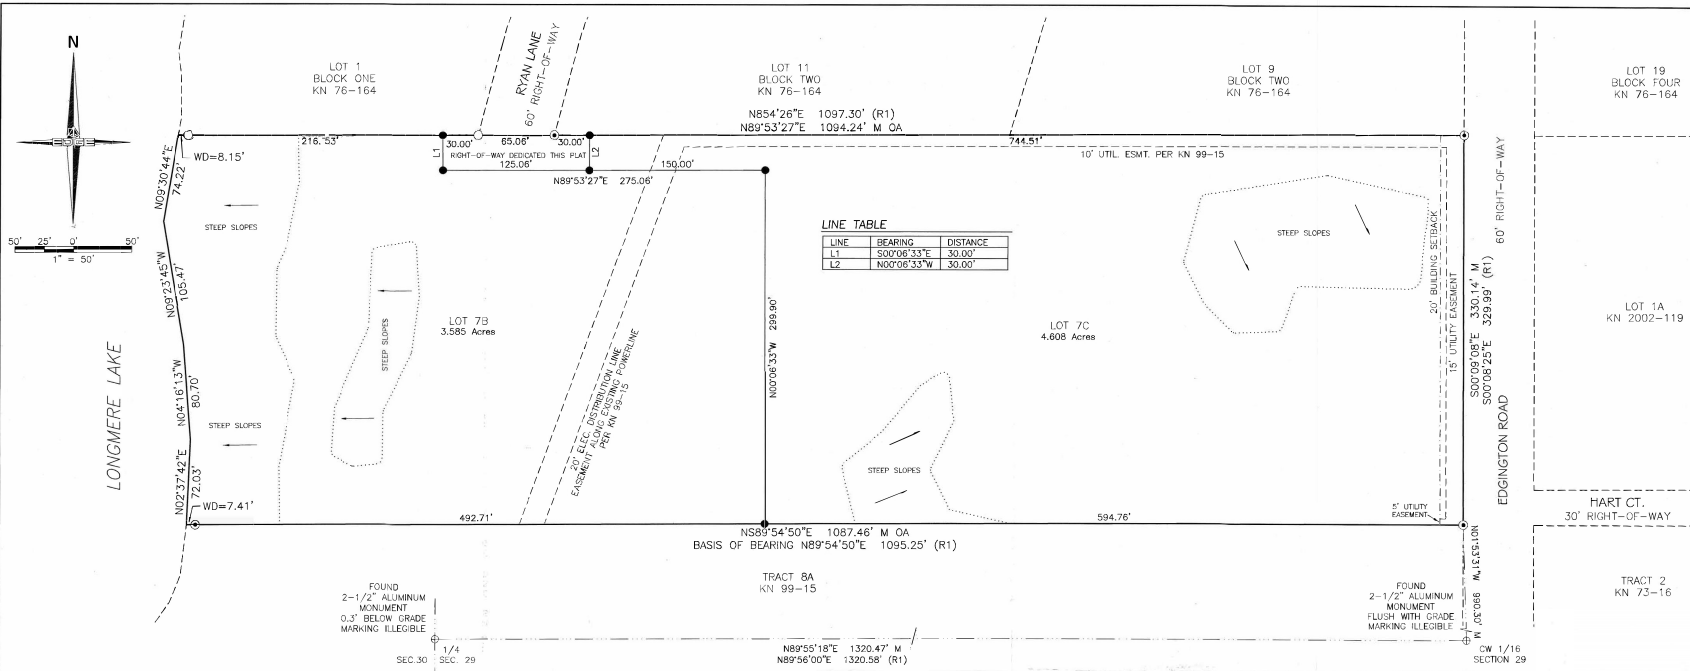 N
50' 25' 0' 50'
1" = 50'
LONGMERE LAKE
LOT 1
BLOCK ONE
KN 76-164
RYAN LANE
60' RIGHT-OF-WAY
LOT 11
BLOCK TWO
KN 76-164
N854'26"E 1097.30' (R1)
N89°53'27"E 1094.24' M OA
LOT 9
BLOCK TWO
KN 76-164
LOT 19
BLOCK FOUR
KN 76-164
216.53'
30.00'
65.06'
30.00'
744.51'
L1
RIGHT-OF-WAY DEDICATED THIS PLAT
L2
125.06'
150.00'
N89°53'27"E 275.06'
10' UTIL. ESMT. PER KN 99-15
WD=8.15'
N09°30'44"E
74.22'
N09°23'45"W
105.47'
N04°16'13"W
80.70'
N02°37'42"E
72.03'
WD=7.41'
STEEP SLOPES
STEEP SLOPES
STEEP SLOPES
LOT 7B
3.585 Acres
20' ELEC. DISTRIBUTION LINE
EASEMENT ALONG EXISTING POWERLINE
PER KN 99-15
N00°06'33"W 299.90'
LINE TABLE
LINE BEARING DISTANCE
L1 S00°06'33"E 30.00'
L2 N00°06'33"W 30.00'
LOT 7C
4.608 Acres
STEEP SLOPES
STEEP SLOPES
20' BUILDING SETBACK
15' UTILITY EASEMENT
5' UTILITY
EASEMENT
S00°09'08"E 330.14' M
S00°08'25"E 329.99' (R1)
60' RIGHT-OF-WAY
EDGINGTON ROAD
LOT 1A
KN 2002-119
HART CT.
30' RIGHT-OF-WAY
TRACT 2
KN 73-16
492.71'
594.76'
NS89°54'50"E 1087.46' M OA
BASIS OF BEARING N89°54'50"E 1095.25' (R1)
TRACT 8A
KN 99-15
N01°53'31"W 990.30' M
FOUND
2-1/2" ALUMINUM
MONUMENT
0.3' BELOW GRADE
MARKING ILLEGIBLE
FOUND
2-1/2" ALUMINUM
MONUMENT
FLUSH WITH GRADE
MARKING ILLEGIBLE
1/4
SEC.30 SEC. 29
N89°55'18"E 1320.47' M
N89°56'00"E 1320.58' (R1)
CW 1/16
SECTION 29